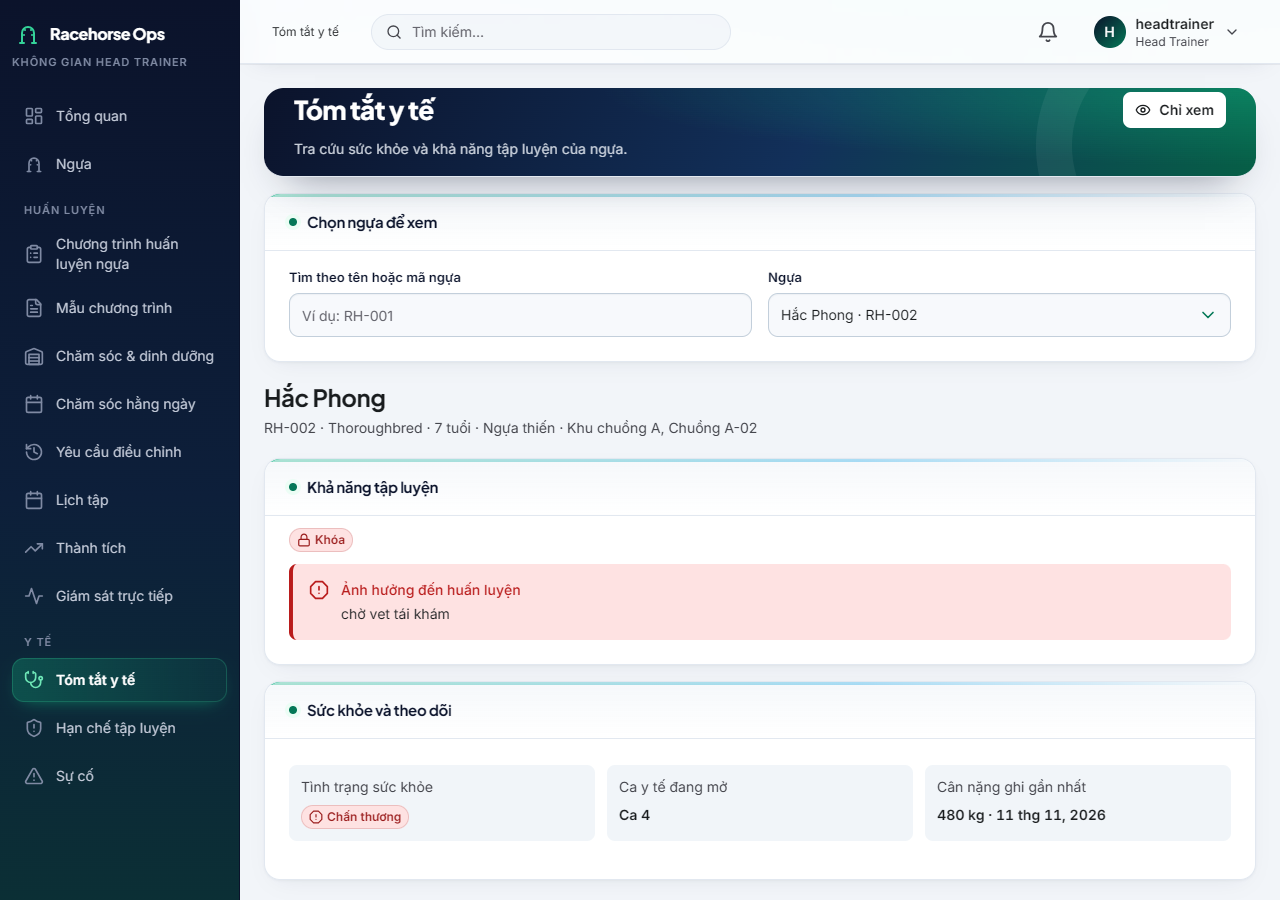 Racehorse Ops
KHÔNG GIAN HEAD TRAINER
Tổng quan
Ngựa
HUẤN LUYỆN
Chương trình huấn
luyện ngựa
Mẫu chương trình
Chăm sóc & dinh dưỡng
Chăm sóc hằng ngày
Yêu cầu điều chỉnh
Lịch tập
Thành tích
Giám sát trực tiếp
Y TẾ
Tóm tắt y tế
Hạn chế tập luyện
Sự cố
Tóm tắt y tế
Tìm kiếm...
H
headtrainer
Head Trainer
Tóm tắt y tế
Tra cứu sức khỏe và khả năng tập luyện của ngựa.
Chỉ xem
Chọn ngựa để xem
Tìm theo tên hoặc mã ngựa
Ngựa
Ví dụ: RH-001
Hắc Phong · RH-002
Hắc Phong
RH-002 · Thoroughbred · 7 tuổi · Ngựa thiến · Khu chuồng A, Chuồng A-02
Khả năng tập luyện
Khóa
Ảnh hưởng đến huấn luyện
chờ vet tái khám
Sức khỏe và theo dõi
Tình trạng sức khỏe
Chấn thương
Ca y tế đang mở
Ca 4
Cân nặng ghi gần nhất
480 kg · 11 thg 11, 2026